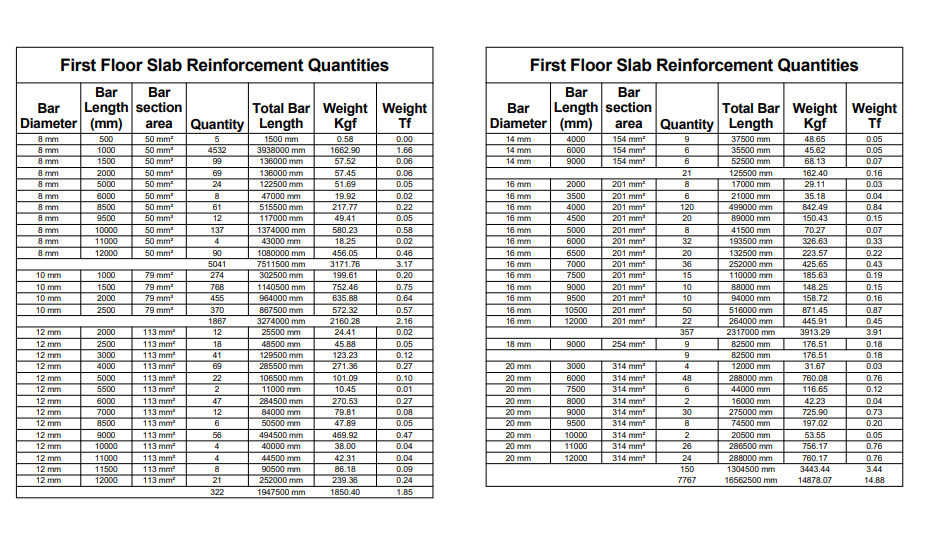 First Floor Slab Reinforcement Quantities
Bar Diameter Bar Length (mm) Bar section area Quantity Total Bar Length Weight Kgf Weight Tf
8 mm 500 50 mm² 5 1500 mm 0.58 0.00
8 mm 1000 50 mm² 4532 3938000 mm 1662.90 1.66
8 mm 1500 50 mm² 99 136000 mm 57.52 0.06
8 mm 2000 50 mm² 69 136000 mm 57.45 0.06
8 mm 5000 50 mm² 24 122500 mm 51.69 0.05
8 mm 6000 50 mm² 8 47000 mm 19.92 0.02
8 mm 8500 50 mm² 61 515500 mm 217.77 0.22
8 mm 9500 50 mm² 12 117000 mm 49.41 0.05
8 mm 10000 50 mm² 137 1374000 mm 580.23 0.58
8 mm 11000 50 mm² 4 43000 mm 18.25 0.02
8 mm 12000 50 mm² 90 1080000 mm 456.05 0.46
5041 7511500 mm 3171.76 3.17
10 mm 1000 79 mm² 274 302500 mm 199.61 0.20
10 mm 1500 79 mm² 768 1140500 mm 752.46 0.75
10 mm 2000 79 mm² 455 964000 mm 635.88 0.64
10 mm 2500 79 mm² 370 867500 mm 572.32 0.57
1867 3274000 mm 2160.28 2.16
12 mm 2000 113 mm² 12 25500 mm 24.41 0.02
12 mm 2500 113 mm² 18 48500 mm 45.88 0.05
12 mm 3000 113 mm² 41 129500 mm 123.23 0.12
12 mm 4000 113 mm² 69 285500 mm 271.36 0.27
12 mm 5000 113 mm² 22 106500 mm 101.09 0.10
12 mm 5500 113 mm² 2 11000 mm 10.45 0.01
12 mm 6000 113 mm² 47 284500 mm 270.53 0.27
12 mm 7000 113 mm² 12 84000 mm 79.81 0.08
12 mm 8500 113 mm² 6 50500 mm 47.89 0.05
12 mm 9000 113 mm² 56 494500 mm 469.92 0.47
12 mm 10000 113 mm² 4 40000 mm 38.00 0.04
12 mm 11000 113 mm² 4 44500 mm 42.31 0.04
12 mm 11500 113 mm² 8 90500 mm 86.18 0.09
12 mm 12000 113 mm² 21 252000 mm 239.36 0.24
322 1947500 mm 1850.40 1.85
First Floor Slab Reinforcement Quantities
Bar Diameter Bar Length (mm) Bar section area Quantity Total Bar Length Weight Kgf Weight Tf
14 mm 4000 154 mm² 9 37500 mm 48.65 0.05
14 mm 6000 154 mm² 6 35500 mm 45.62 0.05
14 mm 9000 154 mm² 6 52500 mm 68.13 0.07
21 125500 mm 162.40 0.16
16 mm 2000 201 mm² 8 17000 mm 29.11 0.03
16 mm 3500 201 mm² 6 21000 mm 35.18 0.04
16 mm 4000 201 mm² 120 499000 mm 842.49 0.84
16 mm 4500 201 mm² 20 89000 mm 150.43 0.15
16 mm 5000 201 mm² 8 41500 mm 70.27 0.07
16 mm 6000 201 mm² 32 193500 mm 326.63 0.33
16 mm 6500 201 mm² 20 132500 mm 223.57 0.22
16 mm 7000 201 mm² 36 252000 mm 425.65 0.43
16 mm 7500 201 mm² 15 110000 mm 185.63 0.19
16 mm 9000 201 mm² 10 88000 mm 148.25 0.15
16 mm 9500 201 mm² 10 94000 mm 158.72 0.16
16 mm 10500 201 mm² 50 516000 mm 871.45 0.87
16 mm 12000 201 mm² 22 264000 mm 445.91 0.45
357 2317000 mm 3913.29 3.91
18 mm 9000 254 mm² 9 82500 mm 176.51 0.18
9 82500 mm 176.51 0.18
20 mm 3000 314 mm² 4 12000 mm 31.67 0.03
20 mm 6000 314 mm² 48 288000 mm 760.08 0.76
20 mm 7500 314 mm² 6 44000 mm 116.65 0.12
20 mm 8000 314 mm² 2 16000 mm 42.23 0.04
20 mm 9000 314 mm² 30 275000 mm 725.90 0.73
20 mm 9500 314 mm² 8 74500 mm 197.02 0.20
20 mm 10000 314 mm² 2 20500 mm 53.55 0.05
20 mm 11000 314 mm² 26 286500 mm 756.17 0.76
20 mm 12000 314 mm² 24 288000 mm 760.17 0.76
150 1304500 mm 3443.44 3.44
7767 16562500 mm 14878.07 14.88